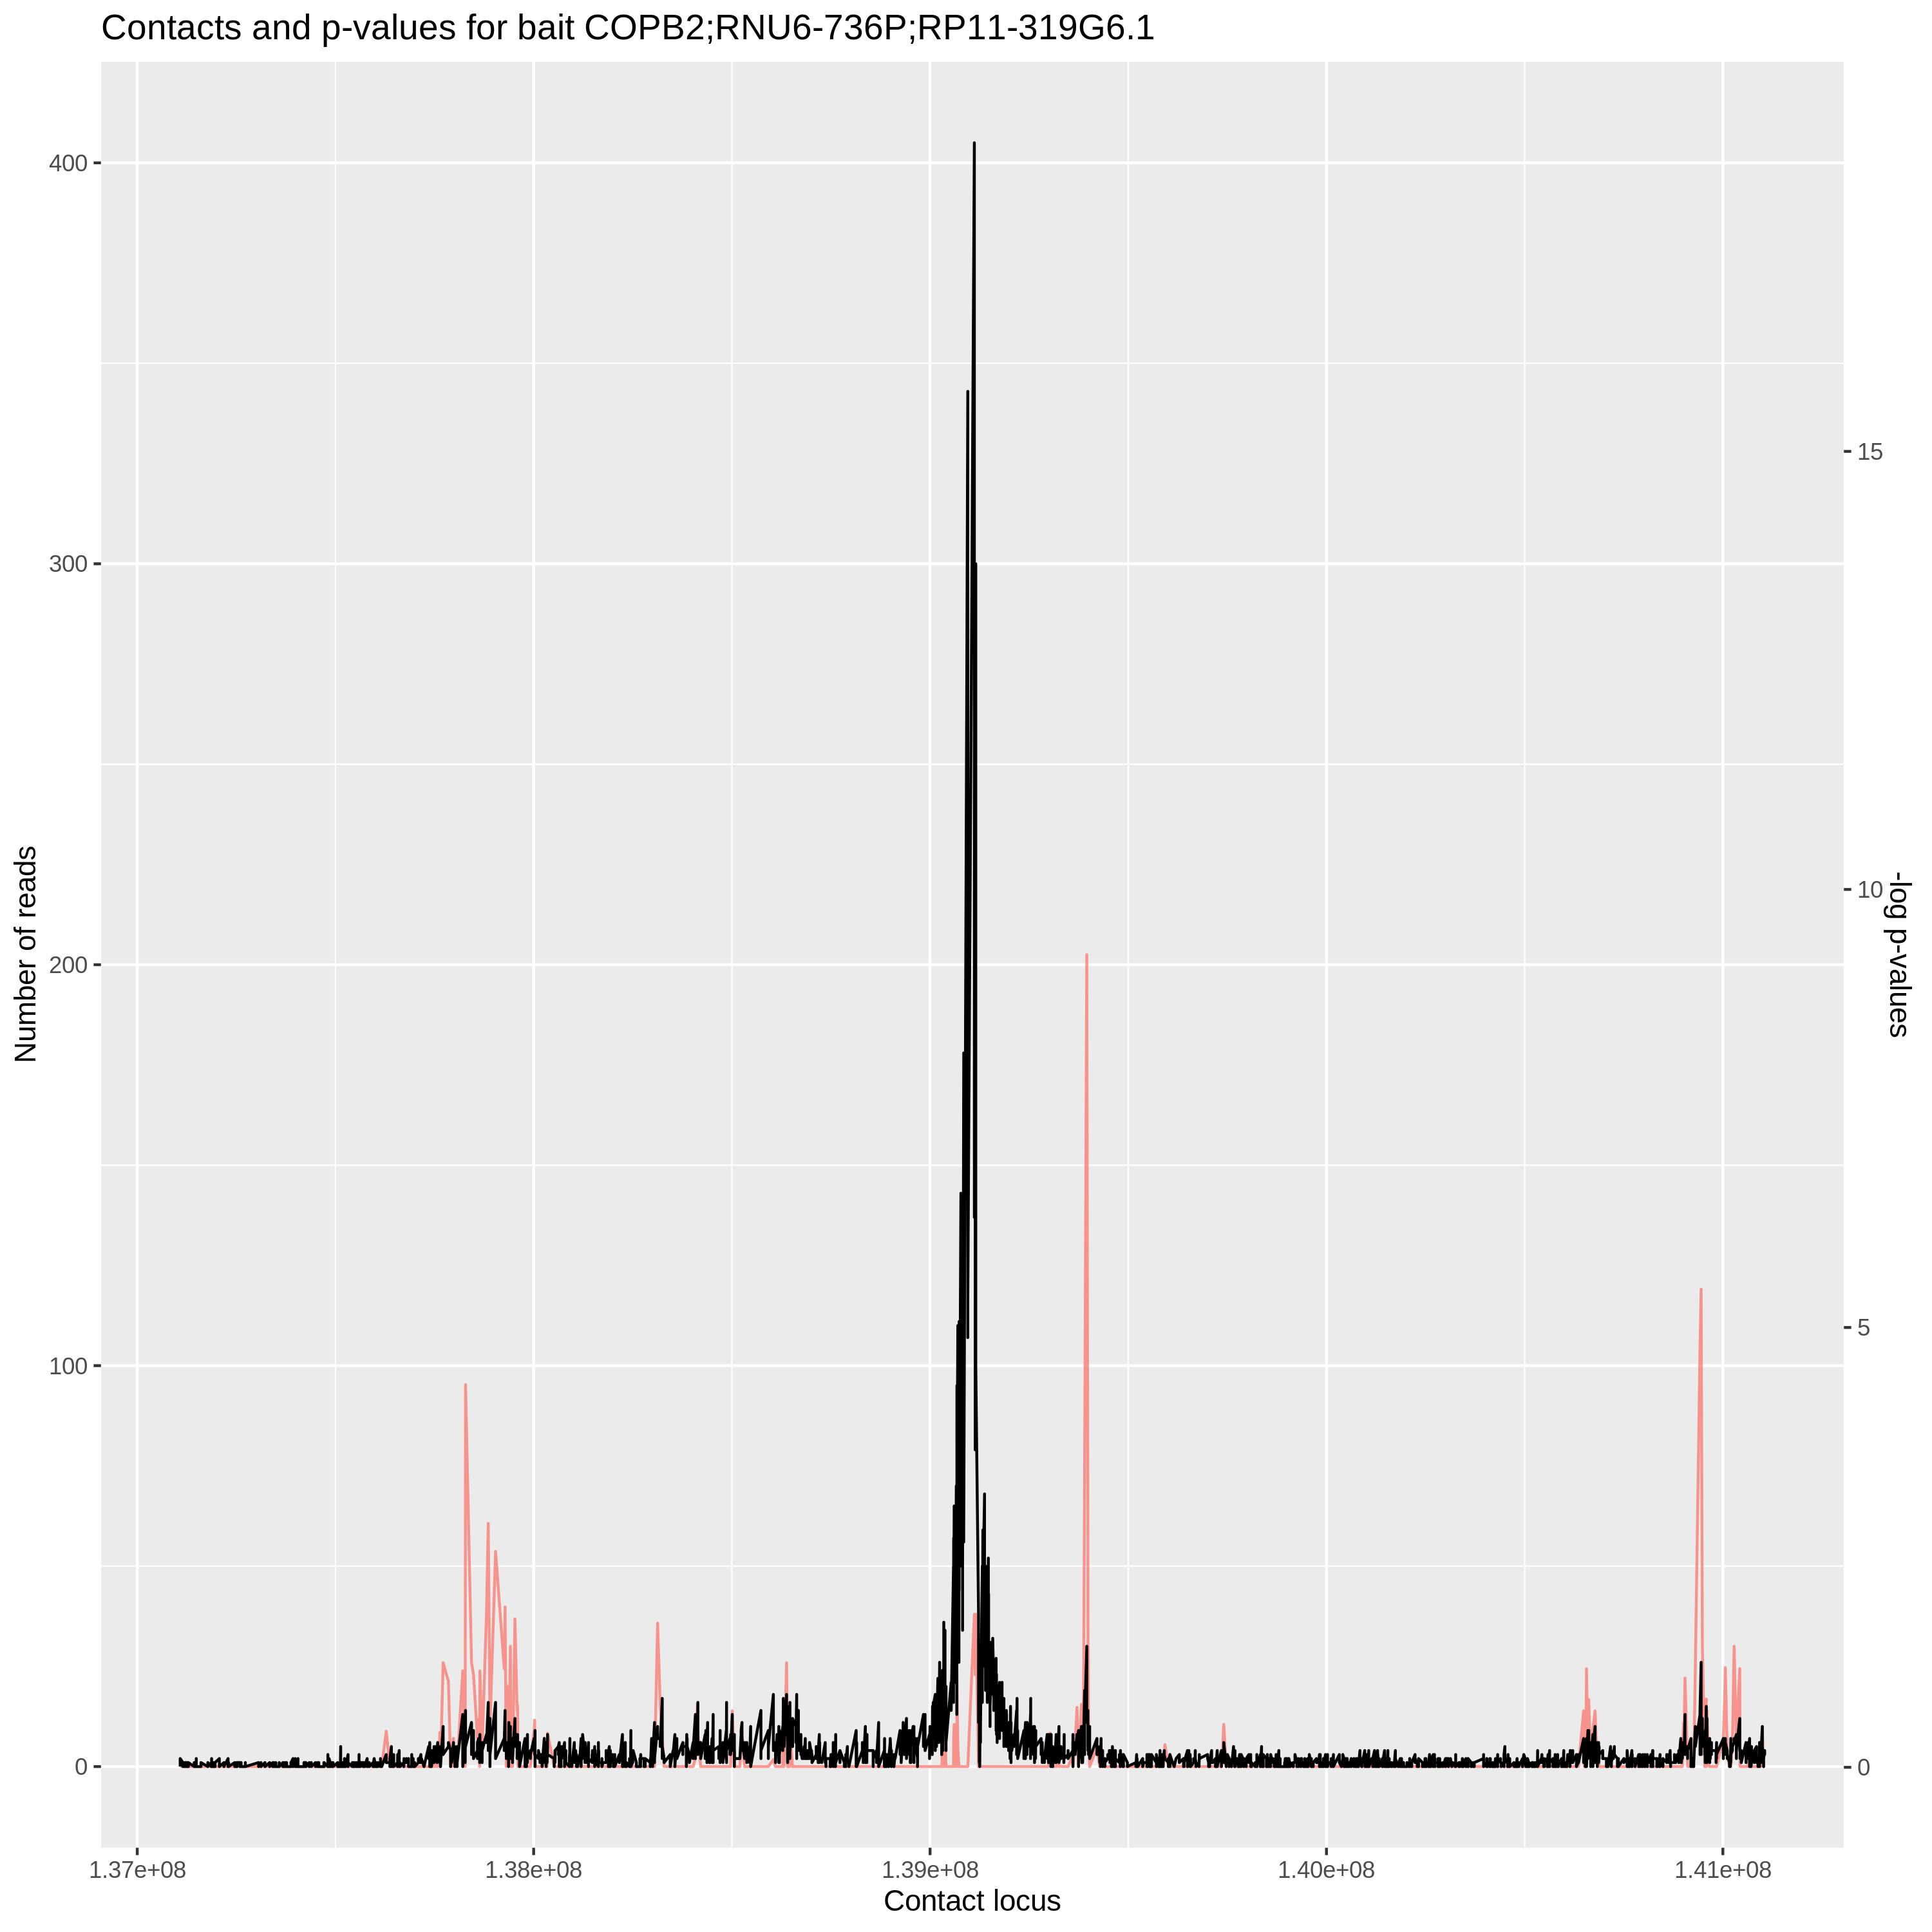 Contacts and p-values for bait COPB2;RNU6-736P;RP11-319G6.1
400
300
200
100
0
15
10
5
0
Number of reads
-log p-values
1.37e+08 1.38e+08 1.39e+08 1.40e+08 1.41e+08
Contact locus